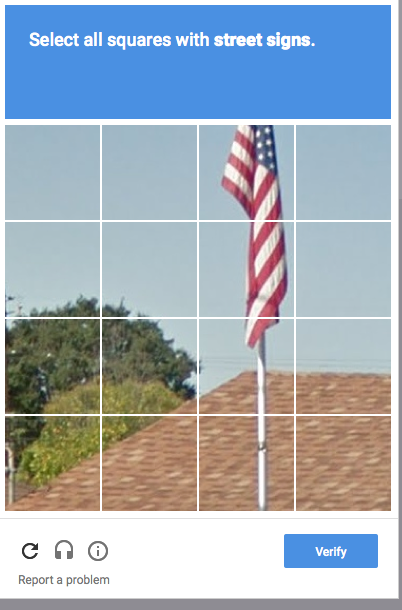 Select all squares with street signs.
Verify
Report a problem